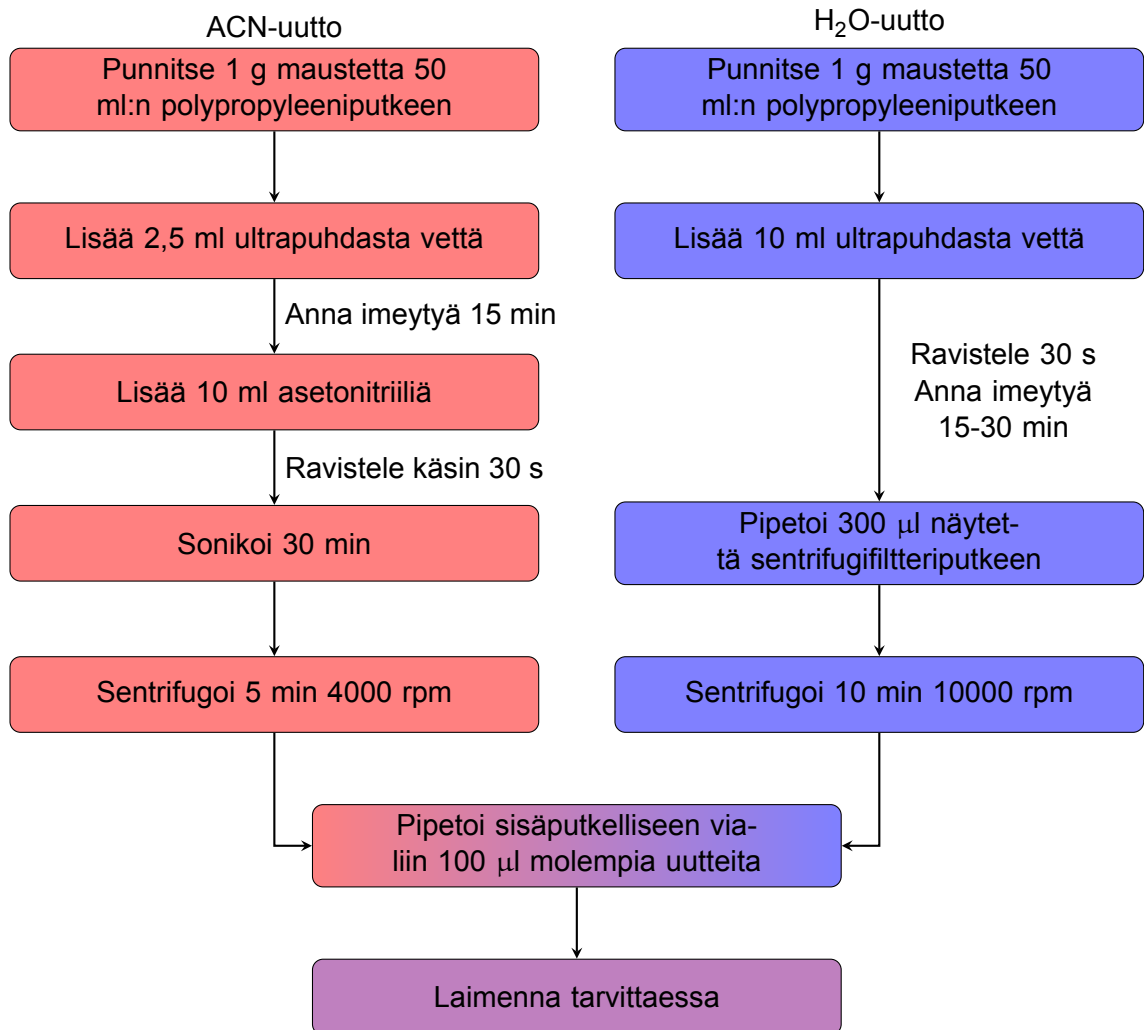 ACN-uutto
Punnitse 1 g maustetta 50
ml:n polypropyleeniputkeen
Lisää 2,5 ml ultrapuhdasta vettä
Anna imeytyä 15 min
Lisää 10 ml asetonitriiliä
Ravistele käsin 30 s
Sonikoi 30 min
Sentrifugoi 5 min 4000 rpm
H₂O-uutto
Punnitse 1 g maustetta 50
ml:n polypropyleeniputkeen
Lisää 10 ml ultrapuhdasta vettä
Ravistele 30 s
Anna imeytyä
15-30 min
Pipetoi 300 µl näytet-
tä sentrifugifiltteriputkeen
Sentrifugoi 10 min 10000 rpm
Pipetoi sisäputkelliseen via-
liin 100 µl molempia uutteita
Laimenna tarvittaessa